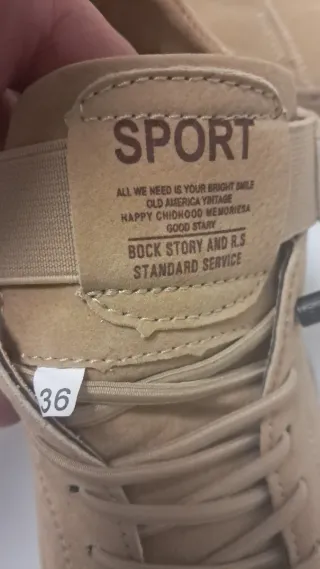 SPORT
ALL WE NEED IS YOUR BRIGHT SMILE
OLD AMERICA VINTAGE
HAPPY CHIOHOOD MEMORIESA
GOOD STARY
BOCK STORY AND R.S
STANDARD SERVICE
36